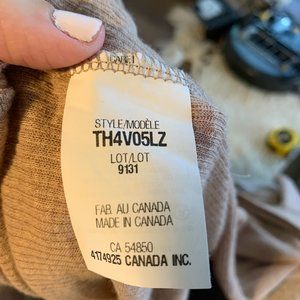 STYLE/MODÈLE
TH4V05LZ
LOT/LOT
9131
FAB. AU CANADA
MADE IN CANADA
CA 54850
4174925 CANADA INC.